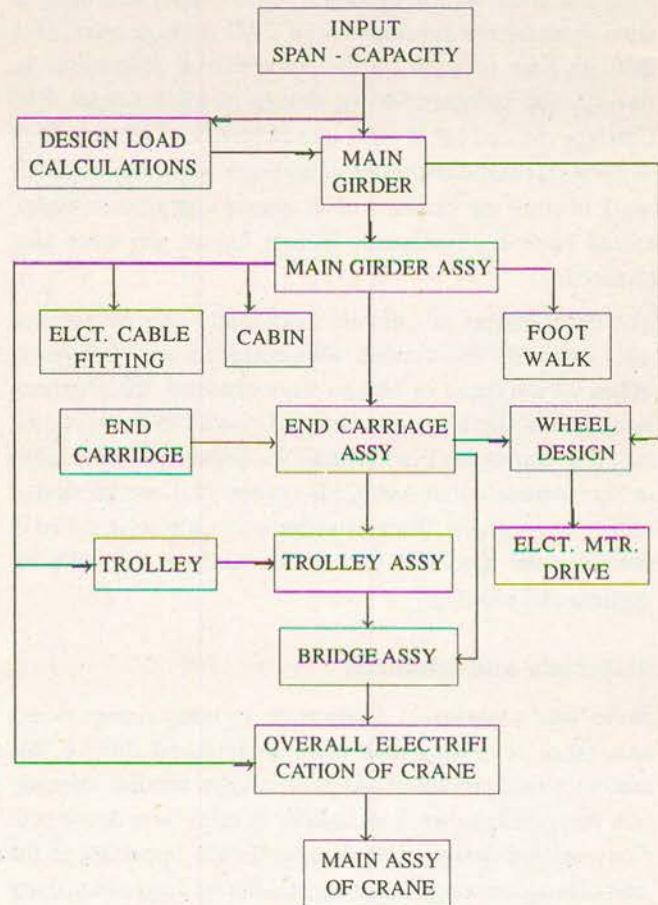 INPUT
SPAN - CAPACITY
DESIGN LOAD
CALCULATIONS
MAIN
GIRDER
MAIN GIRDER ASSY
ELCT. CABLE
FITTING
CABIN
FOOT
WALK
END
CARRIDGE
END CARRIAGE
ASSY
WHEEL
DESIGN
TROLLEY
TROLLEY ASSY
ELCT. MTR.
DRIVE
BRIDGE ASSY
OVERALL ELECTRIFI
CATION OF CRANE
MAIN ASSY
OF CRANE